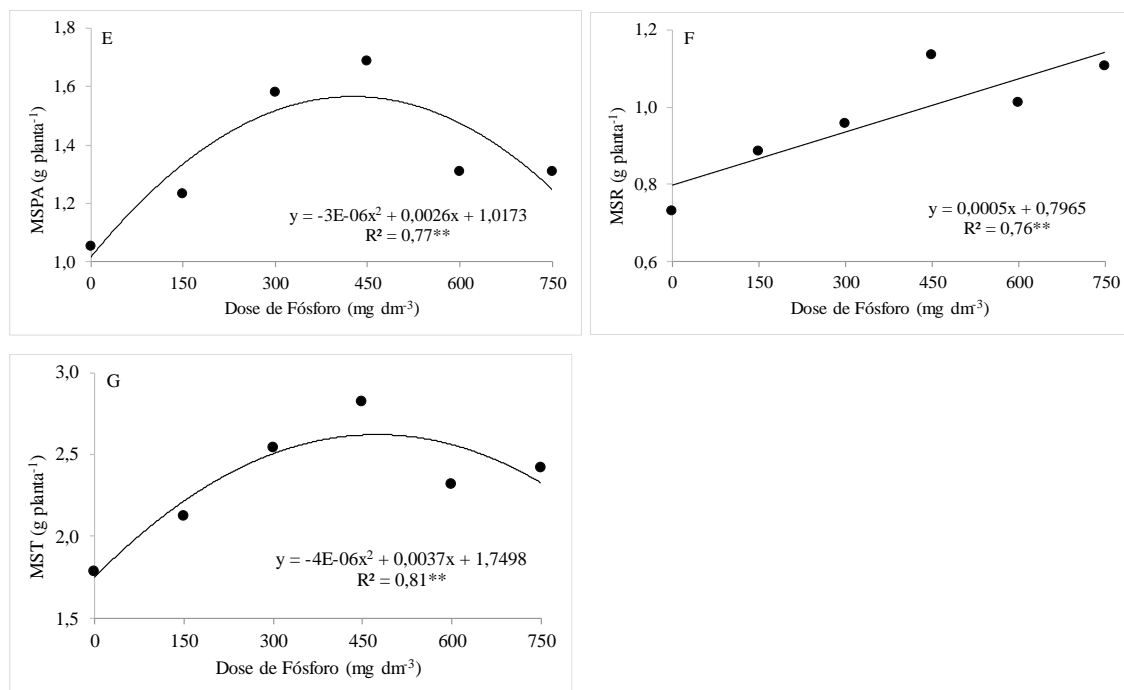 E
MSPA (g planta⁻¹)
1,8
1,6
1,4
1,2
1,0
y = -3E-06x² + 0,0026x + 1,0173
R² = 0,77**
0 150 300 450 600 750
Dose de Fósforo (mg dm⁻³)
F
MSR (g planta⁻¹)
1,2
1,0
0,8
0,6
y = 0,0005x + 0,7965
R² = 0,76**
0 150 300 450 600 750
Dose de Fósforo (mg dm⁻³)
G
MST (g planta⁻¹)
3,0
2,5
2,0
1,5
y = -4E-06x² + 0,0037x + 1,7498
R² = 0,81**
0 150 300 450 600 750
Dose de Fósforo (mg dm⁻³)